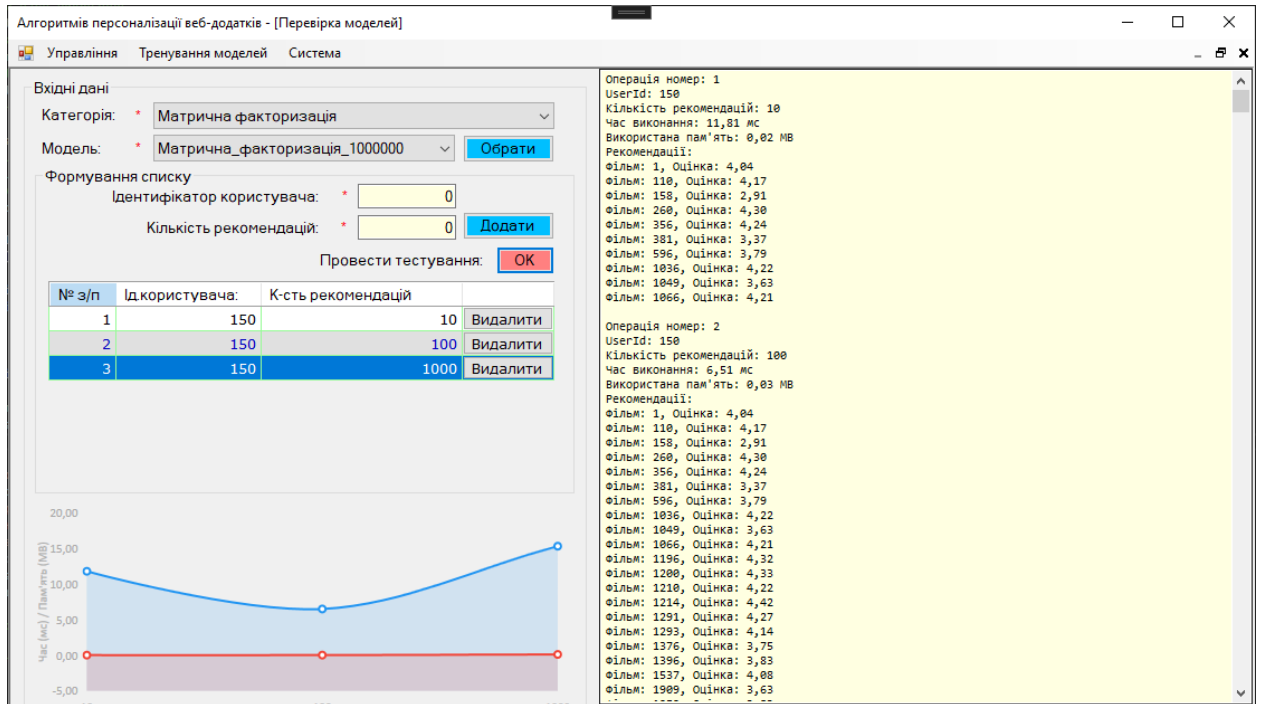 Алгоритмів персоналізації веб-додатків - [Перевірка моделей]
Управління Тренування моделей Система
Вхідні дані
Категорія: * Матрична факторизація
Модель: * Матрична_факторизація_1000000 Обрати
Формування списку
Ідентифікатор користувача: * 0
Кількість рекомендацій: * 0 Додати
Провести тестування: OK
№ з/п Ід.користувача: К-сть рекомендацій
1 150 10 Видалити
2 150 100 Видалити
3 150 1000 Видалити
20,00
15,00
10,00
5,00
0,00
-5,00
Час (мс) / Пам'ять (MB)
Операція номер: 1
UserId: 150
Кількість рекомендацій: 10
Час виконання: 11,81 мс
Використана пам'ять: 0,02 MB
Рекомендації:
Фільм: 1, Оцінка: 4,04
Фільм: 110, Оцінка: 4,17
Фільм: 158, Оцінка: 2,91
Фільм: 260, Оцінка: 4,30
Фільм: 356, Оцінка: 4,24
Фільм: 381, Оцінка: 3,37
Фільм: 596, Оцінка: 3,79
Фільм: 1036, Оцінка: 4,22
Фільм: 1049, Оцінка: 3,63
Фільм: 1066, Оцінка: 4,21
Операція номер: 2
UserId: 150
Кількість рекомендацій: 100
Час виконання: 6,51 мс
Використана пам'ять: 0,03 MB
Рекомендації:
Фільм: 1, Оцінка: 4,04
Фільм: 110, Оцінка: 4,17
Фільм: 158, Оцінка: 2,91
Фільм: 260, Оцінка: 4,30
Фільм: 356, Оцінка: 4,24
Фільм: 381, Оцінка: 3,37
Фільм: 596, Оцінка: 3,79
Фільм: 1036, Оцінка: 4,22
Фільм: 1049, Оцінка: 3,63
Фільм: 1066, Оцінка: 4,21
Фільм: 1196, Оцінка: 4,32
Фільм: 1200, Оцінка: 4,33
Фільм: 1210, Оцінка: 4,22
Фільм: 1214, Оцінка: 4,42
Фільм: 1291, Оцінка: 4,27
Фільм: 1293, Оцінка: 4,14
Фільм: 1376, Оцінка: 3,75
Фільм: 1396, Оцінка: 3,83
Фільм: 1537, Оцінка: 4,08
Фільм: 1909, Оцінка: 3,63